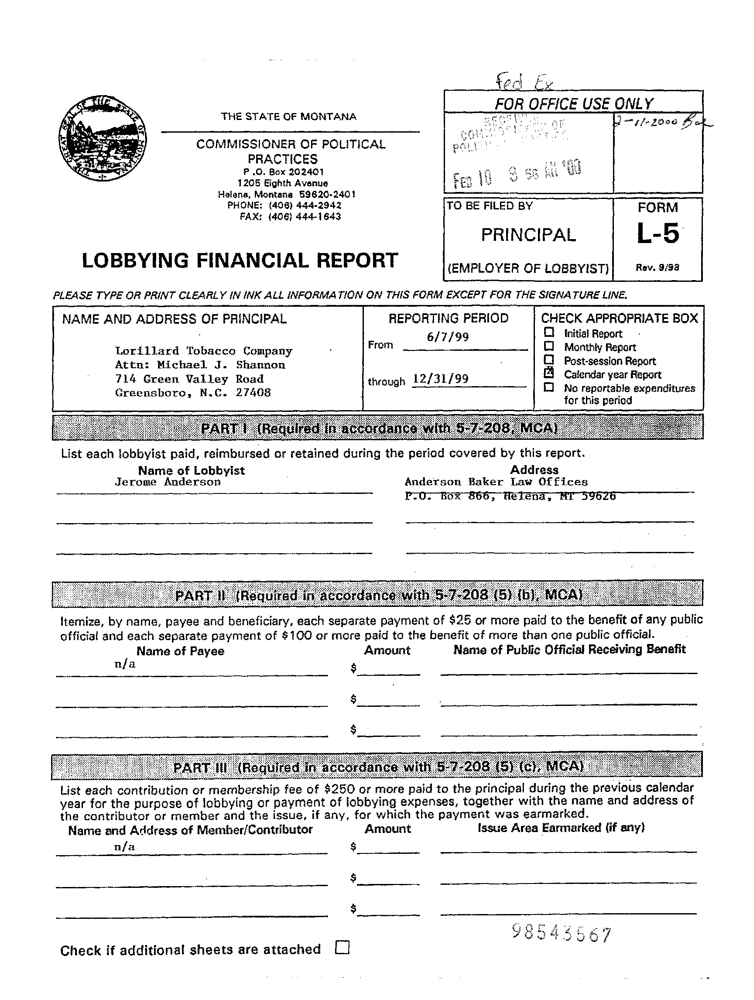 Fed Ex
FOR OFFICE USE ONLY
2-11-2000
FEB 10 9 56 AM '00
THE GREAT SEAL OF THE STATE OF MONTANA
THE STATE OF MONTANA
COMMISSIONER OF POLITICAL
PRACTICES
P.O. Box 202401
1205 Eighth Avenue
Helena, Montana 59620-2401
PHONE: (406) 444-2942
FAX: (406) 444-1643
TO BE FILED BY
PRINCIPAL
(EMPLOYER OF LOBBYIST)
FORM
L-5
Rev. 9/98
LOBBYING FINANCIAL REPORT
PLEASE TYPE OR PRINT CLEARLY IN INK ALL INFORMATION ON THIS FORM EXCEPT FOR THE SIGNATURE LINE.
NAME AND ADDRESS OF PRINCIPAL
Lorillard Tobacco Company
Attn: Michael J. Shannon
714 Green Valley Road
Greensboro, N.C. 27408
REPORTING PERIOD
From 6/7/99
through 12/31/99
CHECK APPROPRIATE BOX
Initial Report
Monthly Report
Post-session Report
Calendar year Report
No reportable expenditures
for this period
PART I (Required in accordance with 5-7-208, MCA)
List each lobbyist paid, reimbursed or retained during the period covered by this report.
Name of Lobbyist Address
Jerome Anderson Anderson Baker Law Offices
P.O. Box 866, Helena, MT 59626
PART II (Required in accordance with 5-7-208 (5) (b), MCA)
Itemize, by name, payee and beneficiary, each separate payment of $25 or more paid to the benefit of any public
official and each separate payment of $100 or more paid to the benefit of more than one public official.
Name of Payee Amount Name of Public Official Receiving Benefit
n/a $
$
$
PART III (Required in accordance with 5-7-208 (5) (c), MCA)
List each contribution or membership fee of $250 or more paid to the principal during the previous calendar
year for the purpose of lobbying or payment of lobbying expenses, together with the name and address of
the contributor or member and the issue, if any, for which the payment was earmarked.
Name and Address of Member/Contributor Amount Issue Area Earmarked (if any)
n/a $
$
$
98543567
Check if additional sheets are attached